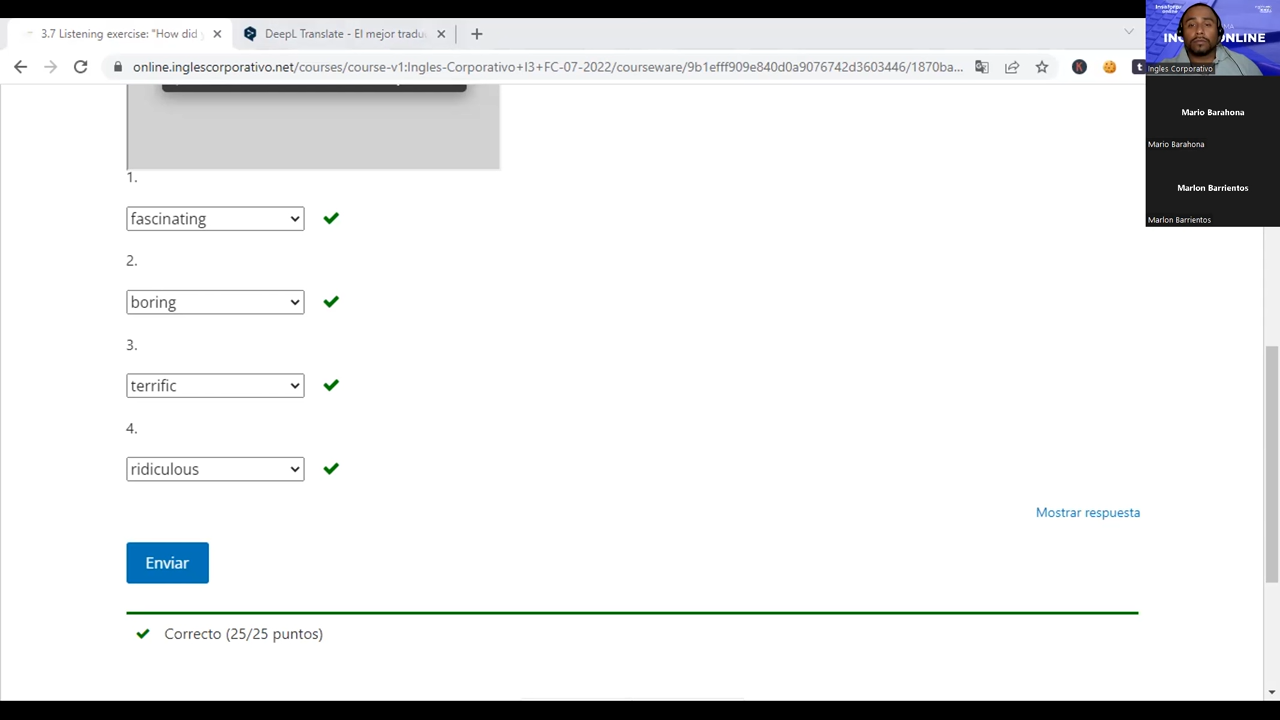 3.7 Listening exercise: "How did
DeepL Translate - El mejor tradu
online.inglescorporativo.net/courses/course-v1:Ingles-Corporativo+I3+FC-07-2022/courseware/9b1efff909e840d0a9076742d3603446/1870ba...
K
t
ONLINE
Ingles Corporativo
Mario Barahona
Mario Barahona
Marlon Barrientos
Marlon Barrientos
1.
fascinating
2.
boring
3.
terrific
4.
ridiculous
Mostrar respuesta
Enviar
Correcto (25/25 puntos)